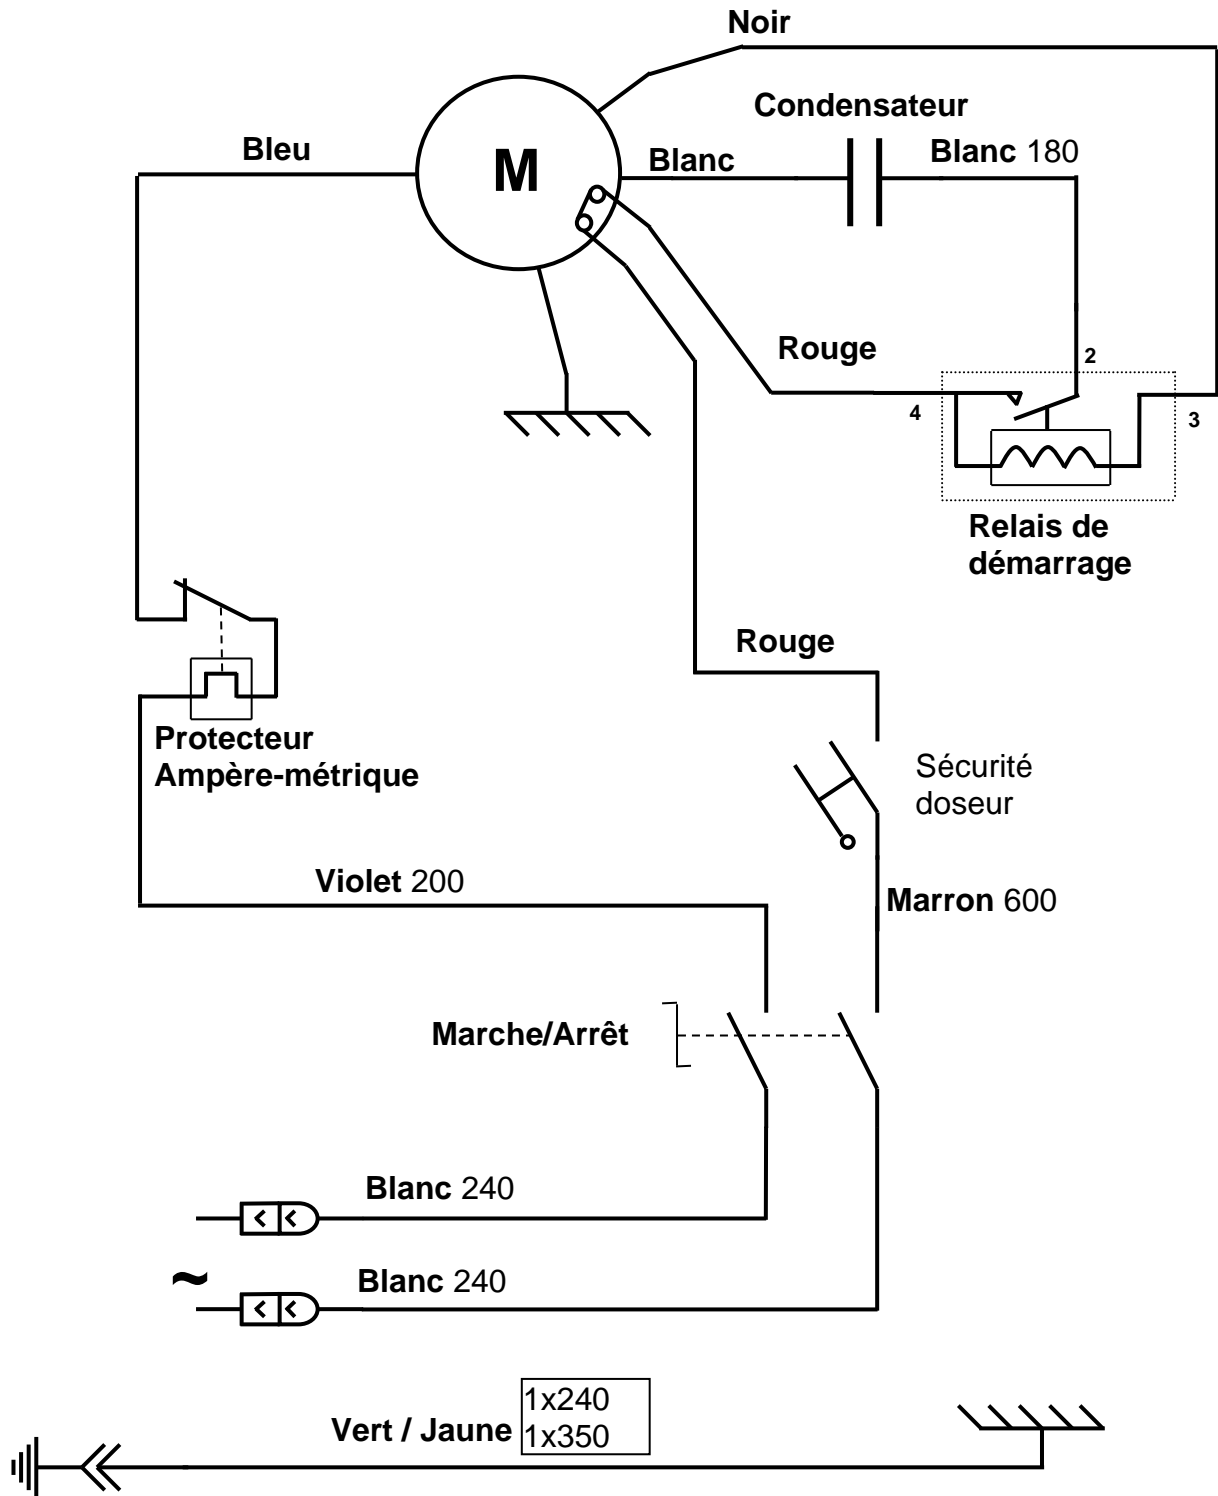 Noir
Condensateur
Bleu
M
Blanc
Blanc 180
Rouge
2
4
3
Relais de
démarrage
Rouge
Protecteur
Ampère-métrique
Sécurité
doseur
Violet 200
Marron 600
Marche/Arrêt
Blanc 240
~
Blanc 240
1x240
Vert / Jaune
1x350